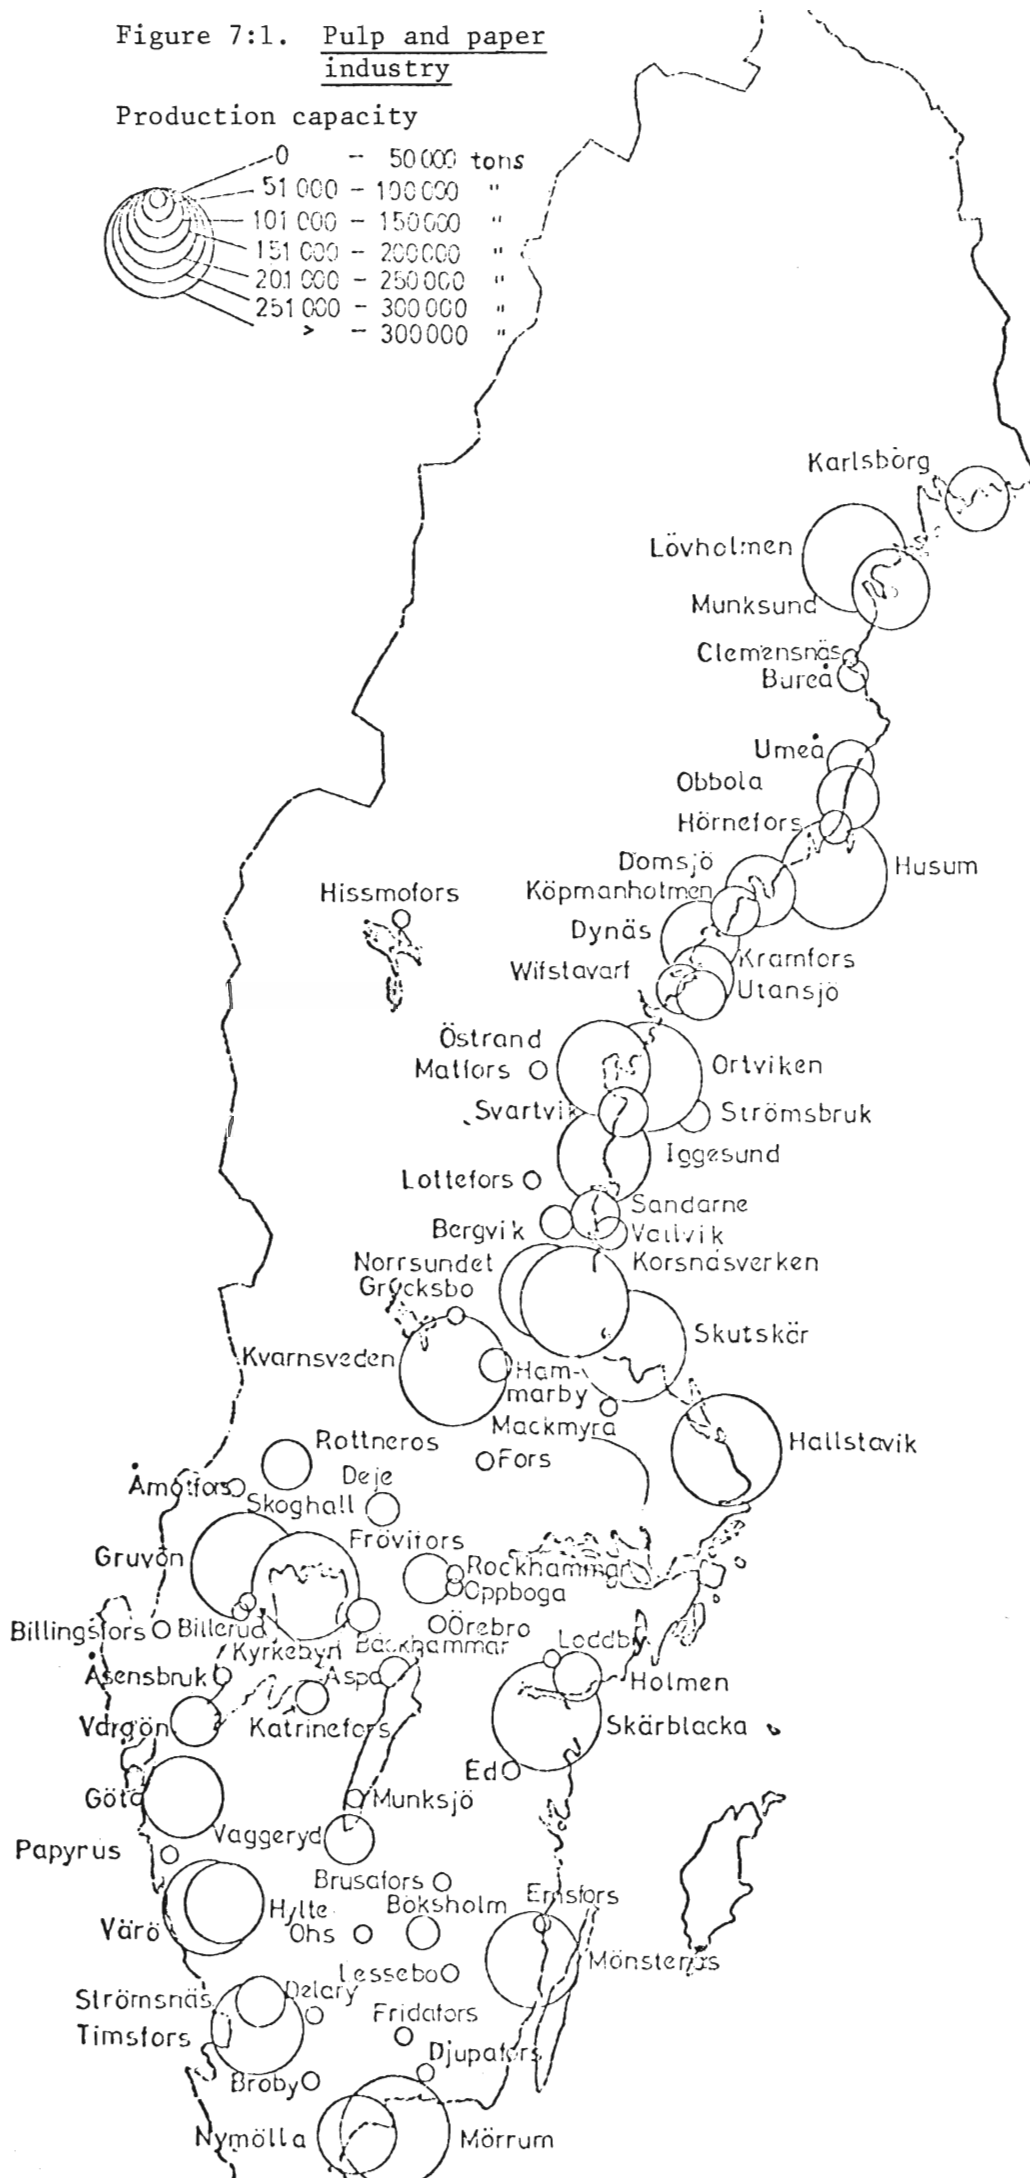 Figure 7:1. Pulp and paper
industry
Production capacity
0 - 50 000 tons
51 000 - 100 000 "
101 000 - 150 000 "
151 000 - 200 000 "
201 000 - 250 000 "
251 000 - 300 000 "
> - 300 000 "
Karlsborg
Lövholmen
Munksund
Clemensnäs
Bureå
Umeå
Obbola
Hörnefors
Domsjö
Husum
Hissmofors
Köpmanholmen
Dynäs
Kramfors
Wifstavarf
Utansjö
Östrand
Matfors
Ortviken
Svartvik
Strömsbruk
Iggesund
Lottefors
Sandarne
Bergvik
Vallvik
Norrsundet
Korsnäsverken
Grycksbo
Skutskär
Kvarnsveden
Ham-
marby
Mackmyra
Hallstavik
Rottneros
Fors
Deje
Åmotfors
Skoghall
Frövifors
Gruvön
Rockhammar
Oppboga
Billingsfors
Billerud
Örebro
Kyrkebyn
Bäckhammar
Loddby
Åsensbruk
Aspa
Holmen
Vargön
Katrinefors
Skärblacka
Ed
Göta
Munksjö
Vaggeryd
Papyrus
Brusafors
Böksholm
Emsfors
Hylte
Värö
Ohs
Mönsterås
Lessebo
Strömsnäs
Delary
Timsfors
Fridafors
Djupafors
Broby
Nymölla
Mörrum